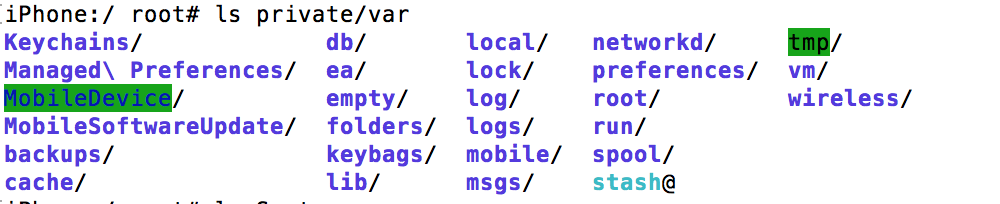 iPhone:/ root# ls private/var
Keychains/ db/ local/ networkd/ tmp/
Managed\ Preferences/ ea/ lock/ preferences/ vm/
MobileDevice/ empty/ log/ root/ wireless/
MobileSoftwareUpdate/ folders/ logs/ run/
backups/ keybags/ mobile/ spool/
cache/ lib/ msgs/ stash@